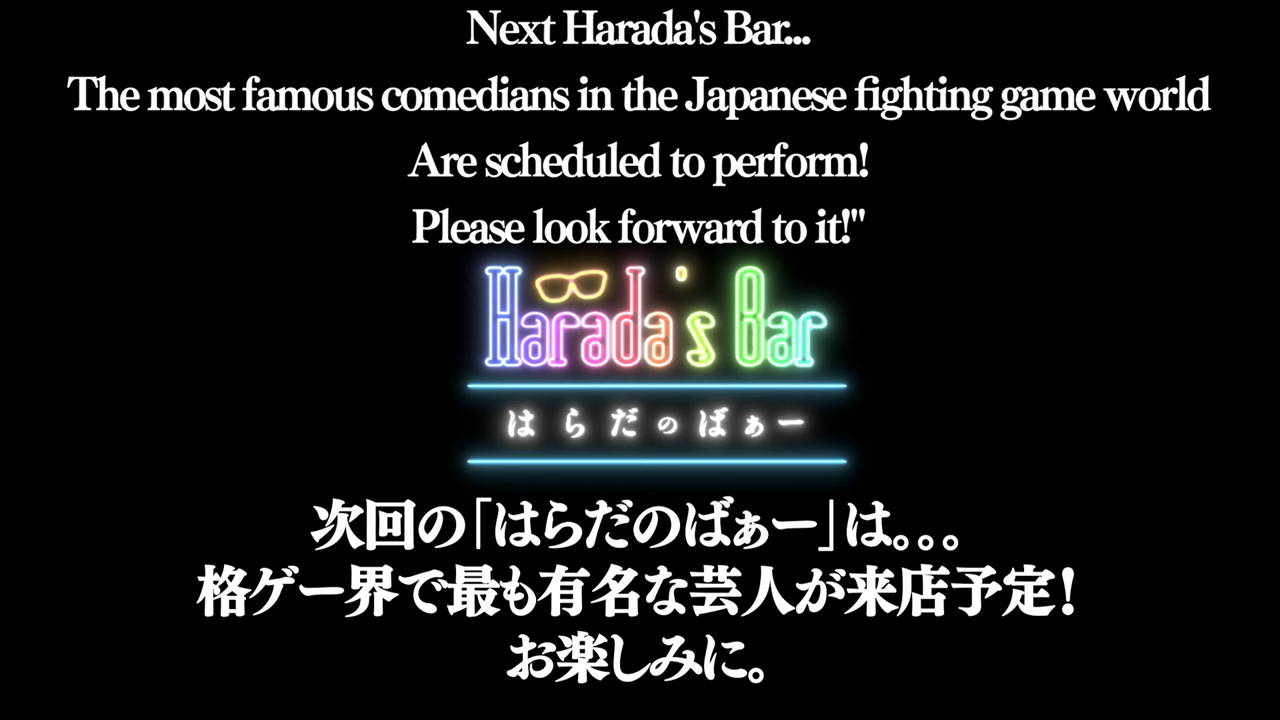 Next Harada's Bar...
The most famous comedians in the Japanese fighting game world
Are scheduled to perform!
Please look forward to it!"
Harada's Bar
はらだのばぁー
次回の「はらだのばぁー」は。。。
格ゲー界で最も有名な芸人が来店予定！
お楽しみに。